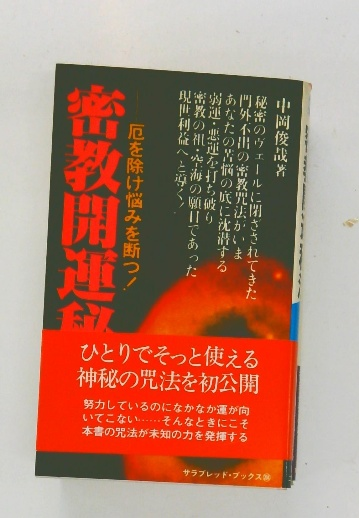 中岡俊哉著
秘密のヴェールに閉ざされてきた
門外不出の密教咒法がいま
あなたの苦悩の底に沈潜する
弱運・悪運を打ち破り
密教の祖・空海の願目であった
現世利益へと導く／
厄を除け悩みを断つ！
密教開運秘
ひとりでそっと使える
神秘の咒法を初公開
努力しているのになかなか運が向
いてこない……そんなときにこそ
本書の咒法が未知の力を発揮する
サラブレッド・ブックス